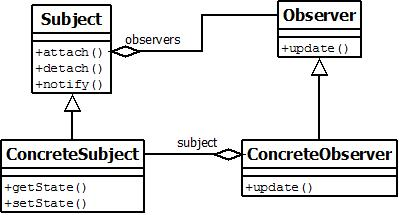 Subject
+attach()
+detach()
+notify()
observers
Observer
+update()
ConcreteSubject
+getState()
+setState()
subject
ConcreteObserver
+update()